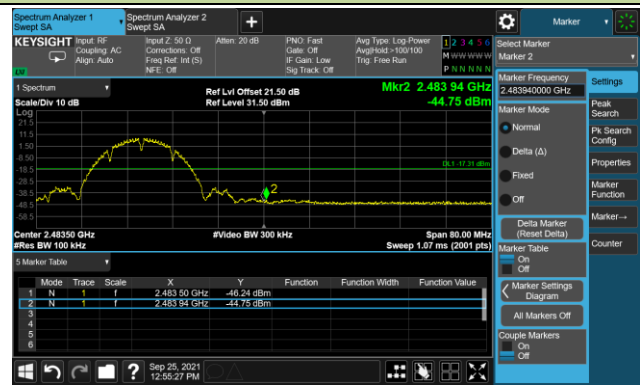 Spectrum Analyzer 1
Swept SA
Spectrum Analyzer 2
Swept SA
+
Marker
KEYSIGHT
Input: RF
Coupling: AC
Align: Auto
Input Z: 50 Ω
Corrections: Off
Freq Ref: Int (S)
NFE: Off
Atten: 20 dB
PNO: Fast
Gate: Off
IF Gain: Low
Sig Track: Off
Avg Type: Log-Power
Avg|Hold:>100/100
Trig: Free Run
1 2 3 4 5 6
M W W W W W
P N N N N N
LXI
Select Marker
Marker 2
1 Spectrum
Scale/Div 10 dB
Log
Ref Lvl Offset 21.50 dB
Ref Level 31.50 dBm
Mkr2 2.483 94 GHz
-44.75 dBm
21.5
11.5
1.50
-8.50
-18.5
-28.5
-38.5
-48.5
-58.5
DL1 -17.31 dBm
2
Center 2.48350 GHz
#Res BW 100 kHz
#Video BW 300 kHz
Span 80.00 MHz
Sweep 1.07 ms (2001 pts)
5 Marker Table
Mode Trace Scale X Y Function Function Width Function Value
1 N 1 f 2.483 50 GHz -46.24 dBm
2 N 1 f 2.483 94 GHz -44.75 dBm
3
4
5
6
Marker Frequency
2.483940000 GHz
Marker Mode
Normal
Delta (Δ)
Fixed
Off
Delta Marker
(Reset Delta)
Marker Table
On
Off
Marker Settings
Diagram
All Markers Off
Couple Markers
On
Off
Settings
Peak
Search
Pk Search
Config
Properties
Marker
Function
Marker→
Counter
?
Sep 25, 2021
12:55:27 PM